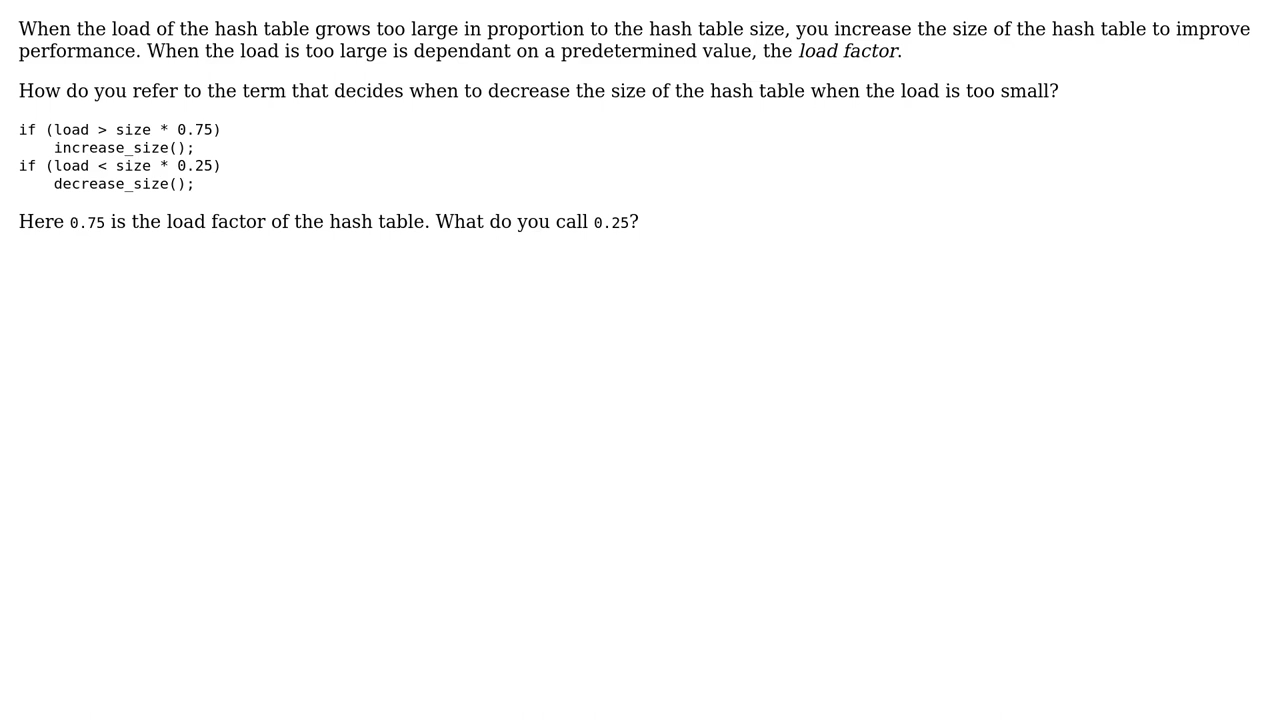 When the load of the hash table grows too large in proportion to the hash table size, you increase the size of the hash table to improve
performance. When the load is too large is dependant on a predetermined value, the load factor.
How do you refer to the term that decides when to decrease the size of the hash table when the load is too small?
if (load > size * 0.75)
    increase_size();
if (load < size * 0.25)
    decrease_size();
Here 0.75 is the load factor of the hash table. What do you call 0.25?